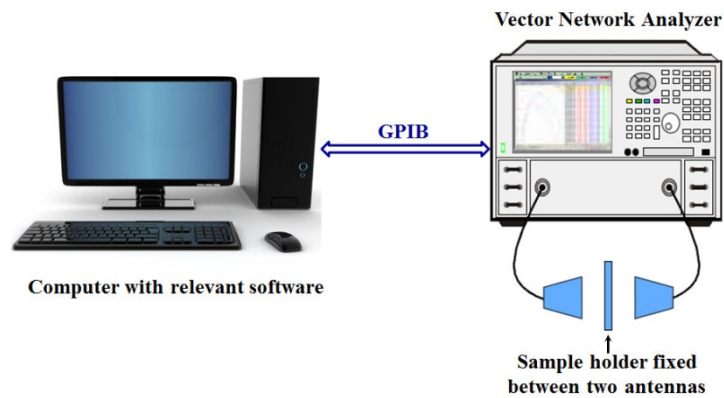 Vector Network Analyzer
GPIB
Computer with relevant software
Sample holder fixed
between two antennas